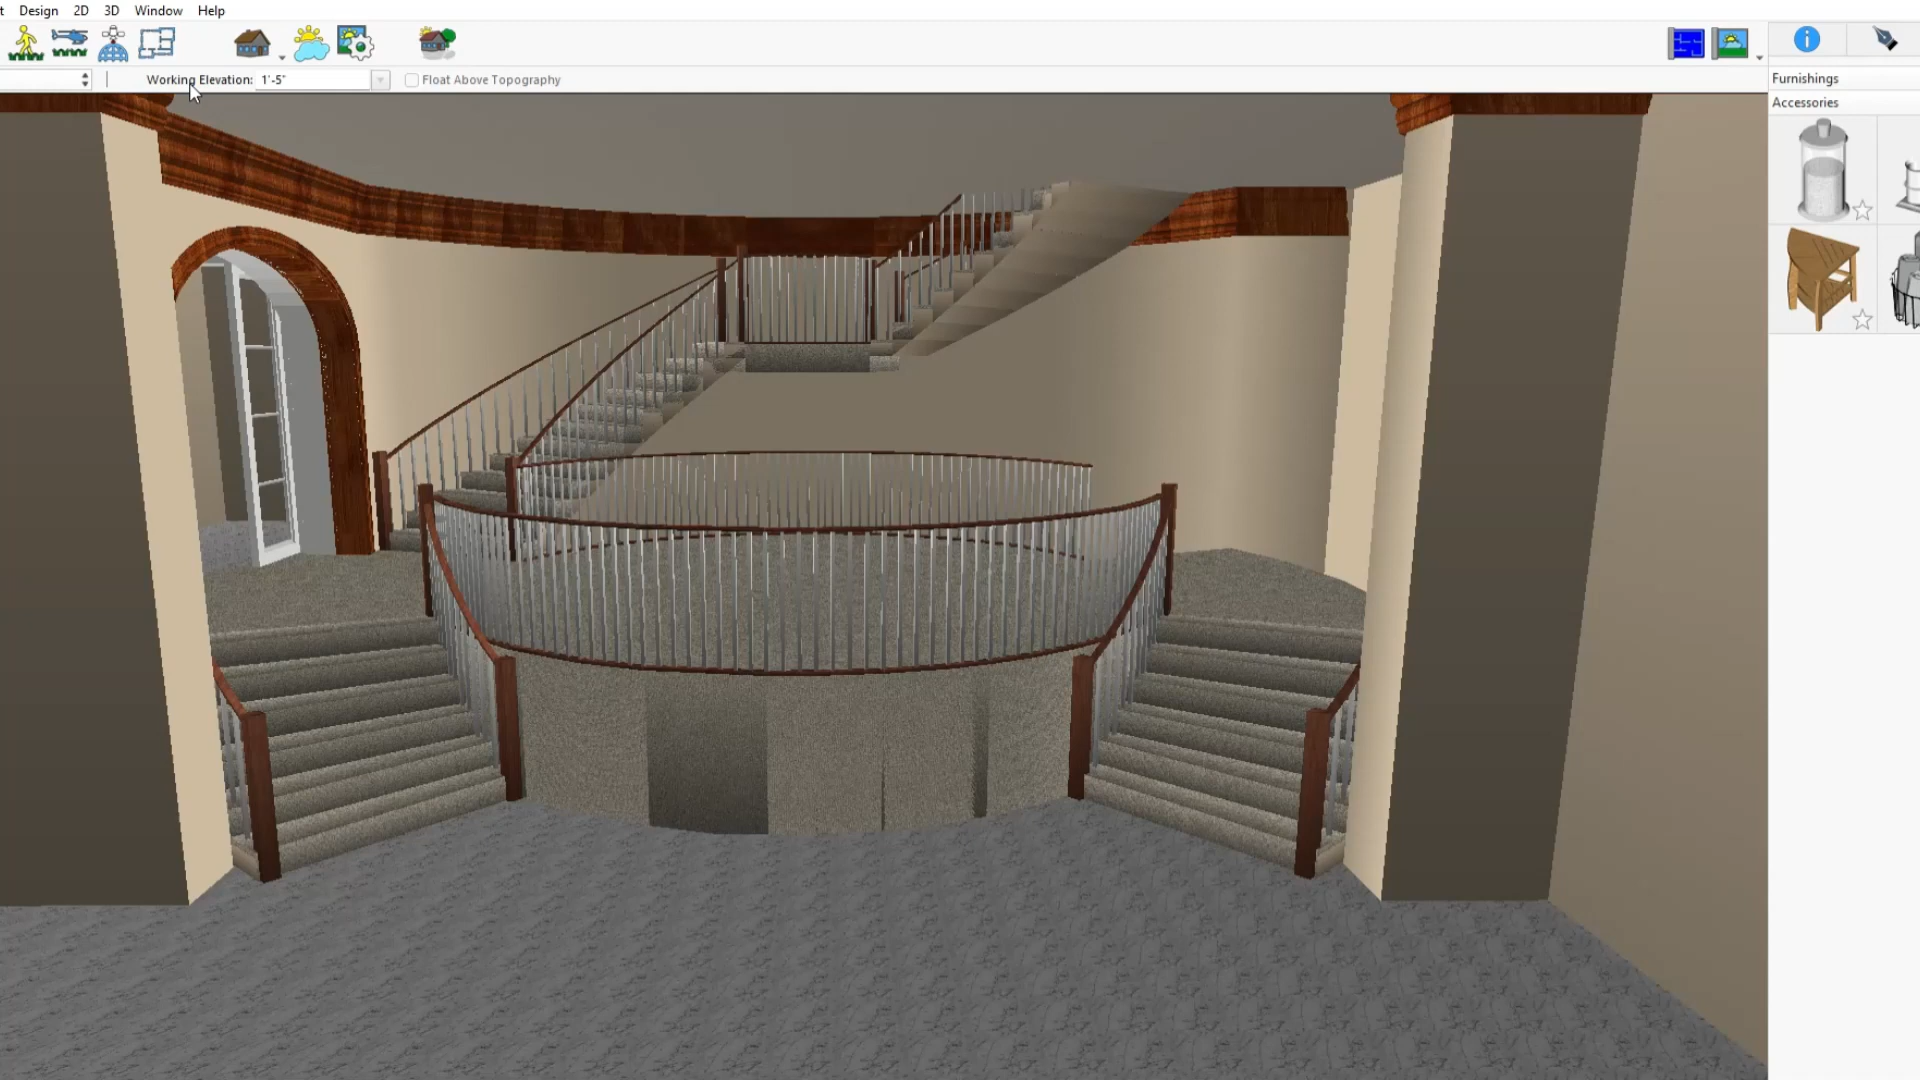 t Design 2D 3D Window Help
Working Elevation: 1'-5" Float Above Topography
Furnishings
Accessories